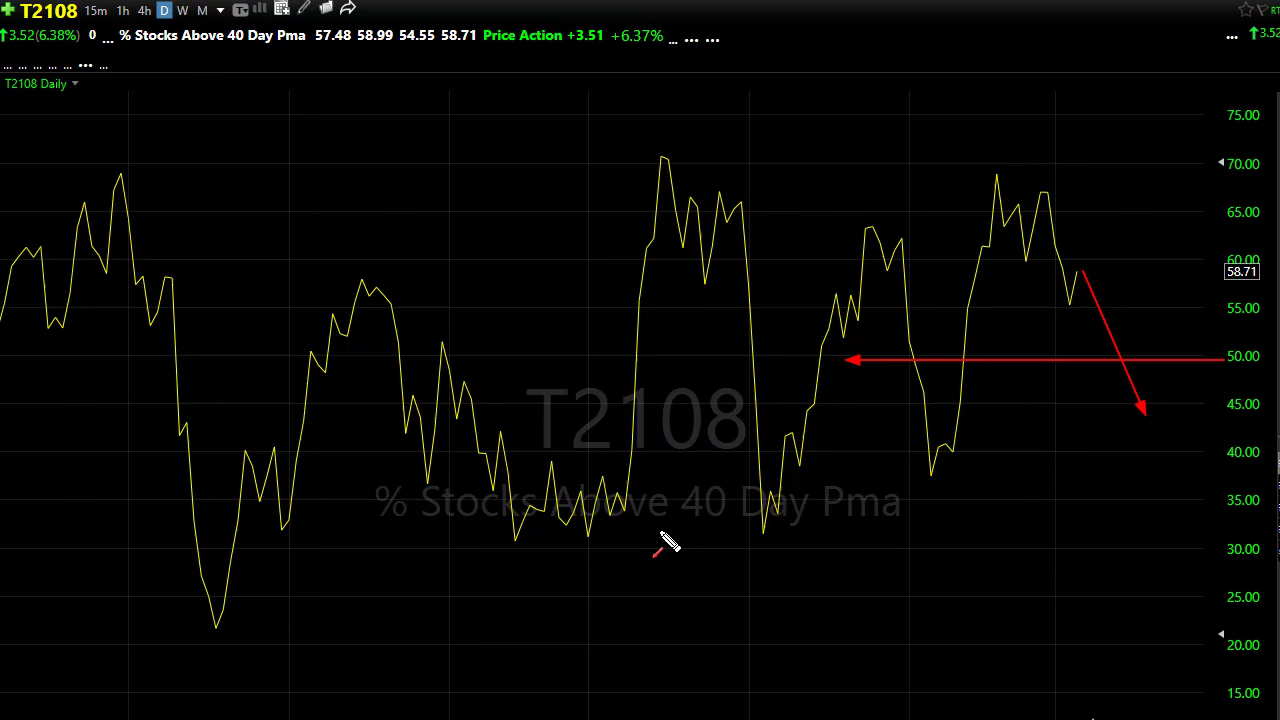 T2108 15m 1h 4h D W M
3.52(6.38%) 0 ... % Stocks Above 40 Day Pma 57.48 58.99 54.55 58.71 Price Action +3.51 +6.37% ... ... ... ... 3.52
... ... ... ... ... ... ...
T2108 Daily
75.00
70.00
65.00
60.00
58.71
55.00
50.00
45.00
40.00
35.00
30.00
25.00
20.00
15.00
T2108
% Stocks Above 40 Day Pma